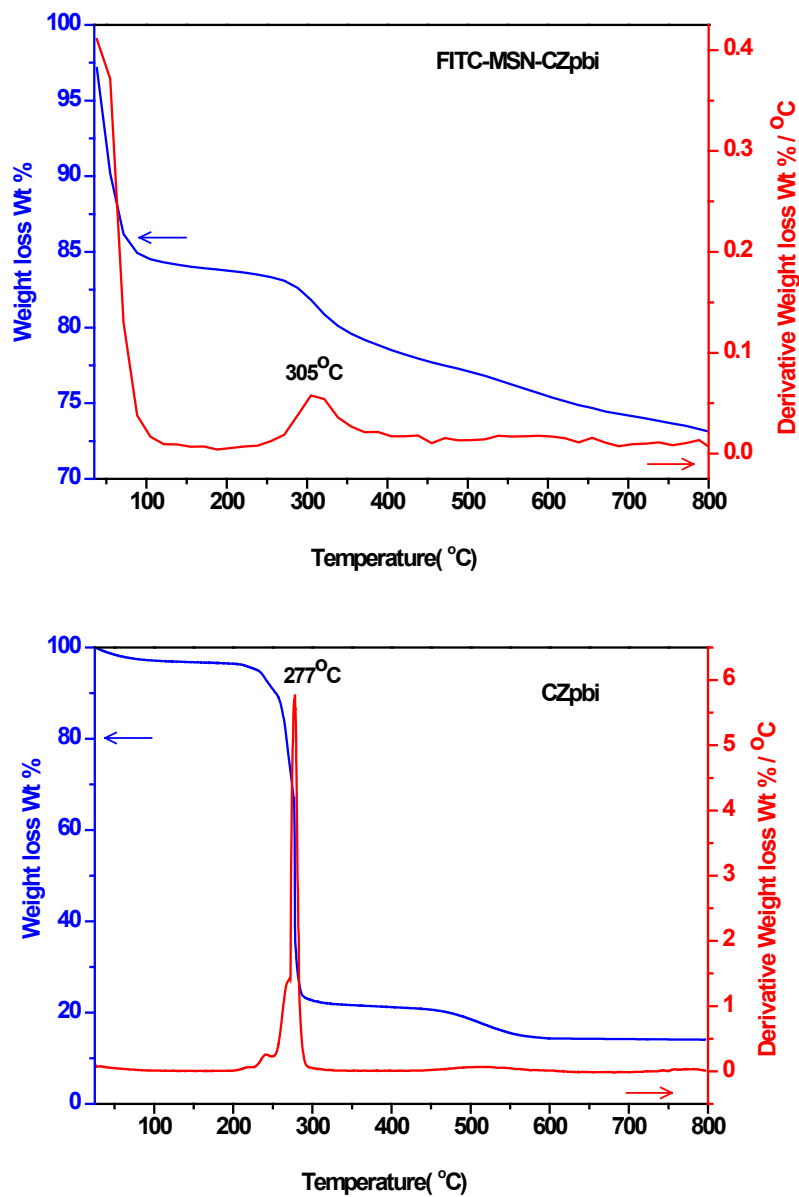 FITC-MSN-CZpbi
Weight loss Wt %
100
95
90
85
80
75
70
305°C
0.4
0.3
0.2
0.1
0.0
Derivative Weight loss Wt % / °C
100 200 300 400 500 600 700 800
Temperature( °C)
CZpbi
277°C
Weight loss Wt %
100
80
60
40
20
0
6
5
4
3
2
1
0
Derivative Weight loss Wt % / °C
100 200 300 400 500 600 700 800
Temperature( °C)